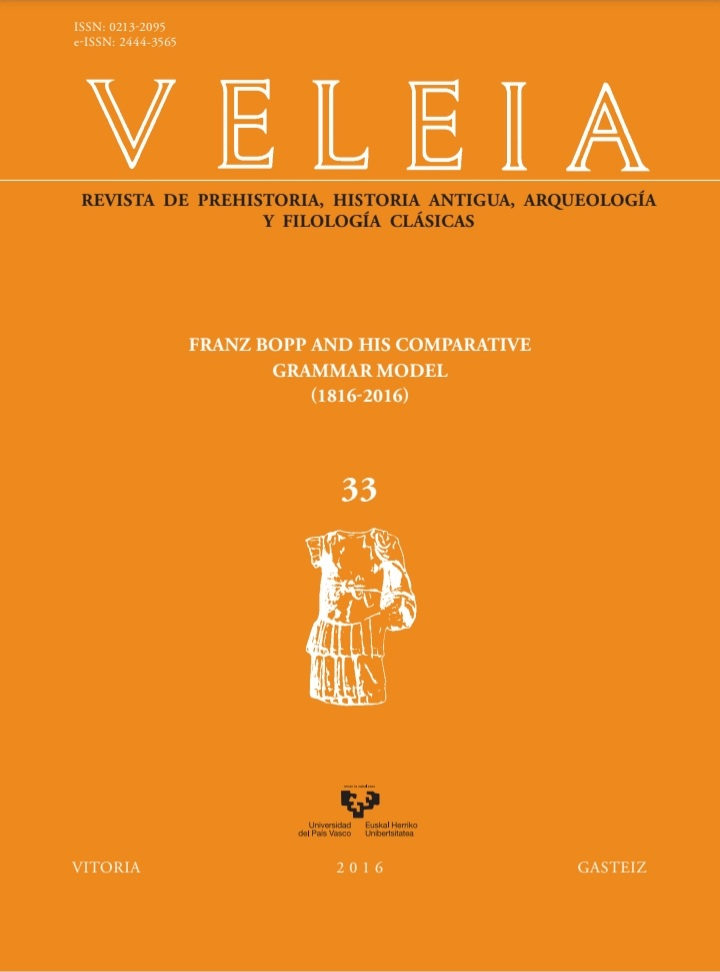 ISSN: 0213-2095
e-ISSN: 2444-3565
VELEIA
REVISTA DE PREHISTORIA, HISTORIA ANTIGUA, ARQUEOLOGÍA
Y FILOLOGÍA CLÁSICAS
FRANZ BOPP AND HIS COMPARATIVE
GRAMMAR MODEL
(1816-2016)
33
Universidad
del País Vasco
Euskal Herriko
Unibertsitatea
VITORIA 2016 GASTEIZ